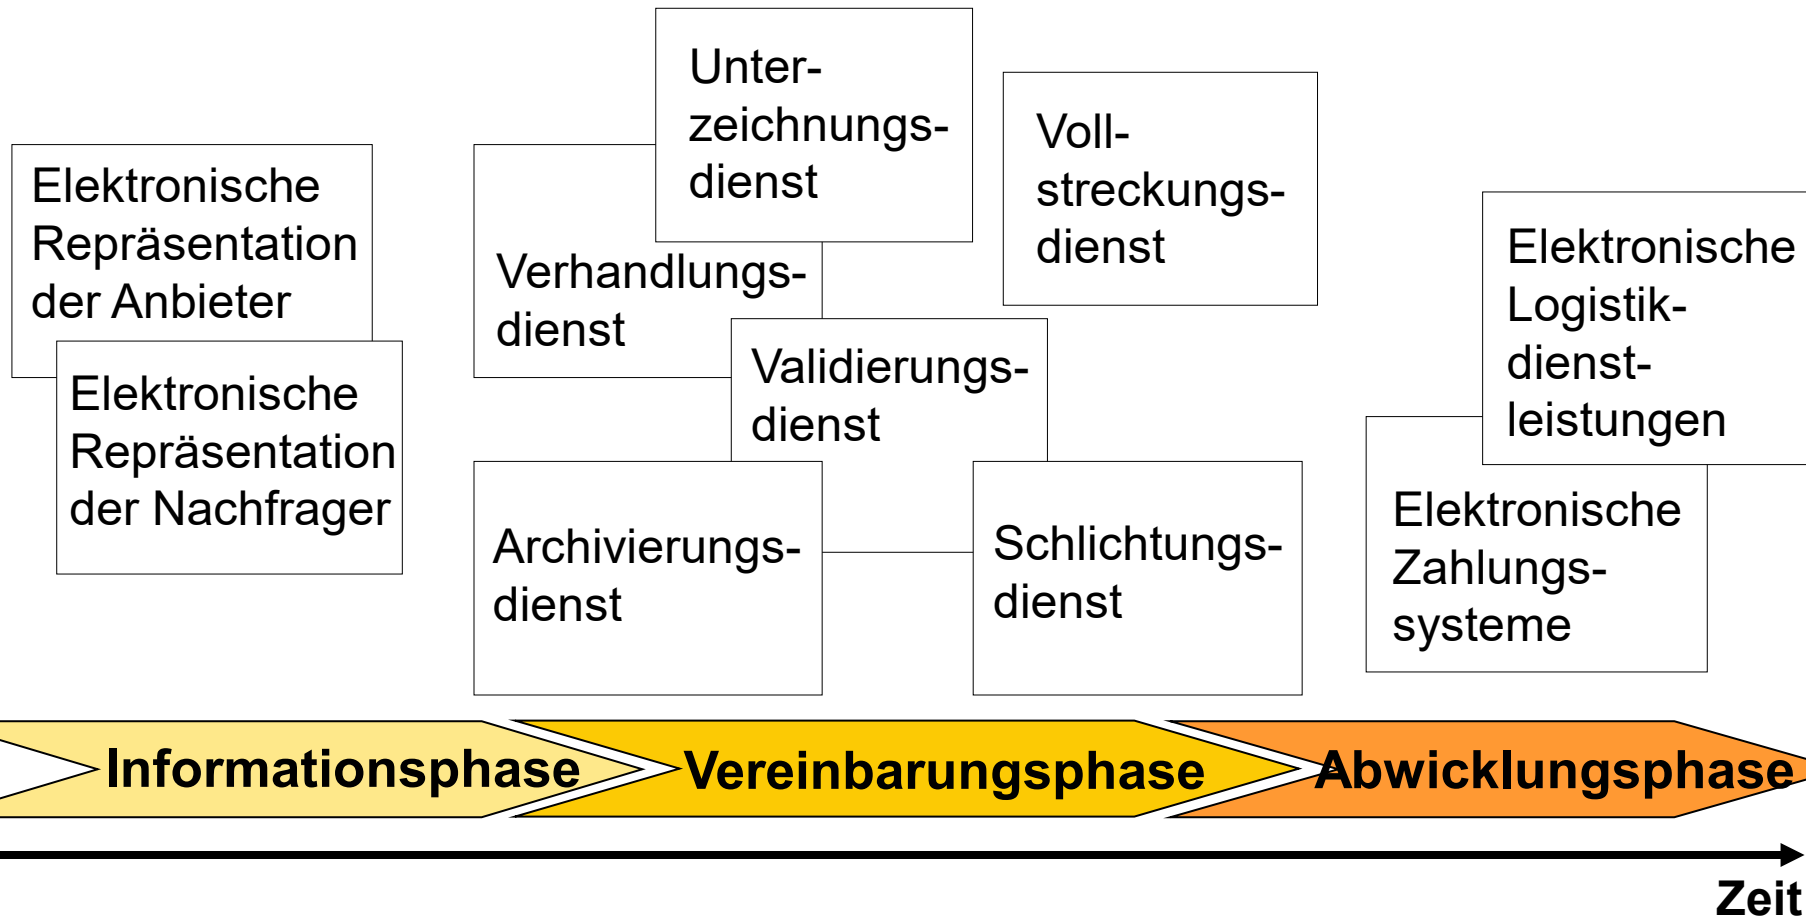 Elektronische
Repräsentation
der Anbieter
Elektronische
Repräsentation
der Nachfrager
Unter-
zeichnungs-
dienst
Verhandlungs-
dienst
Validierungs-
dienst
Archivierungs-
dienst
Voll-
streckungs-
dienst
Schlichtungs-
dienst
Elektronische
Logistik-
dienst-
leistungen
Elektronische
Zahlungs-
systeme
Informationsphase
Vereinbarungsphase
Abwicklungsphase
Zeit